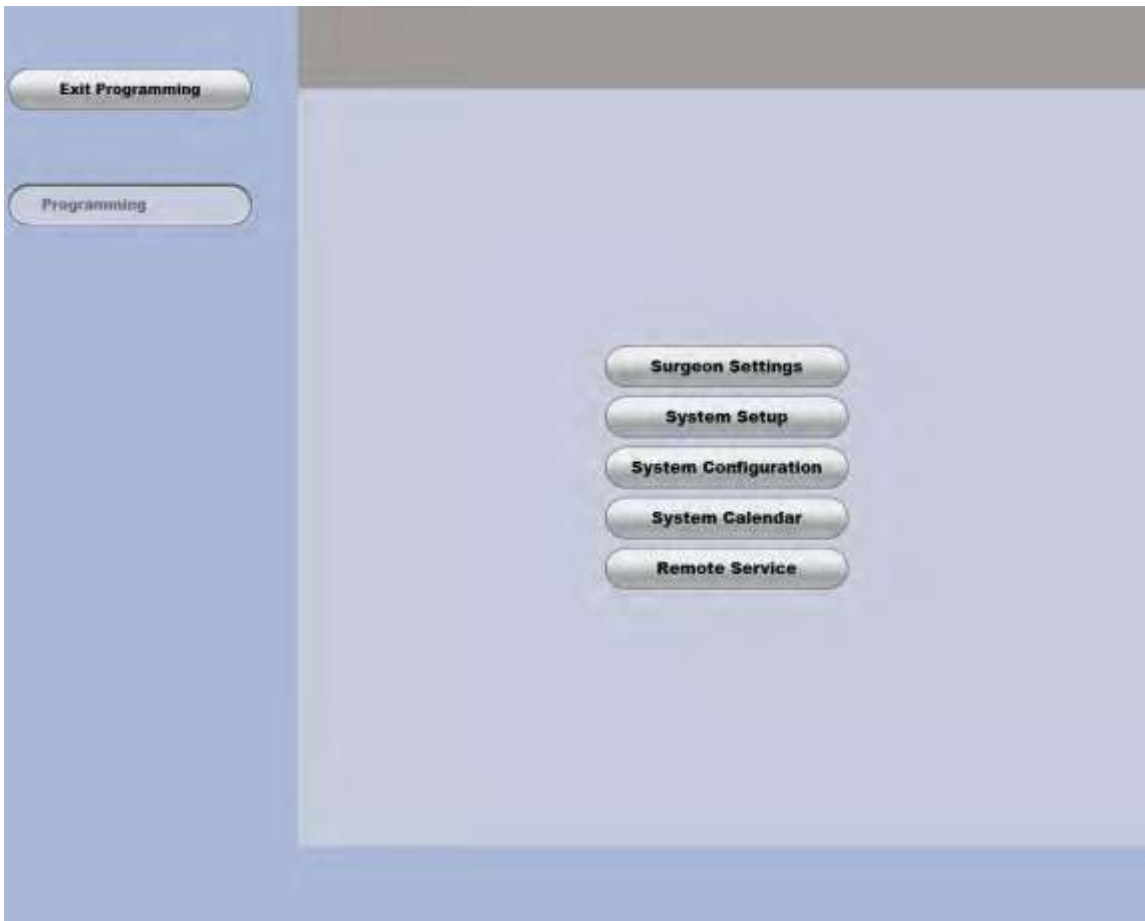 Exit Programming
Programming
Surgeon Settings
System Setup
System Configuration
System Calendar
Remote Service